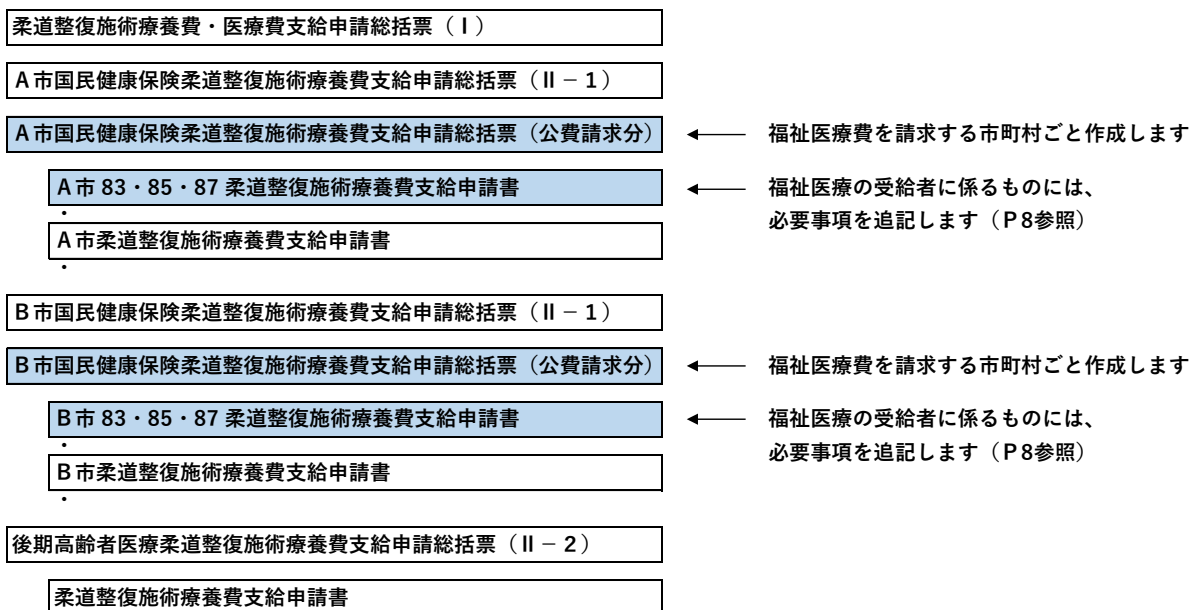 柔道整復施術療養費・医療費支給申請総括票（Ⅰ）
A市国民健康保険柔道整復施術療養費支給申請総括票（Ⅱ－1）
A市国民健康保険柔道整復施術療養費支給申請総括票（公費請求分）
福祉医療費を請求する市町村ごと作成します
A市 83・85・87 柔道整復施術療養費支給申請書
福祉医療の受給者に係るものには、
必要事項を追記します（P8参照）
・
A市柔道整復施術療養費支給申請書
・
B市国民健康保険柔道整復施術療養費支給申請総括票（Ⅱ－1）
B市国民健康保険柔道整復施術療養費支給申請総括票（公費請求分）
福祉医療費を請求する市町村ごと作成します
B市 83・85・87 柔道整復施術療養費支給申請書
福祉医療の受給者に係るものには、
必要事項を追記します（P8参照）
・
B市柔道整復施術療養費支給申請書
・
後期高齢者医療柔道整復施術療養費支給申請総括票（Ⅱ－2）
柔道整復施術療養費支給申請書